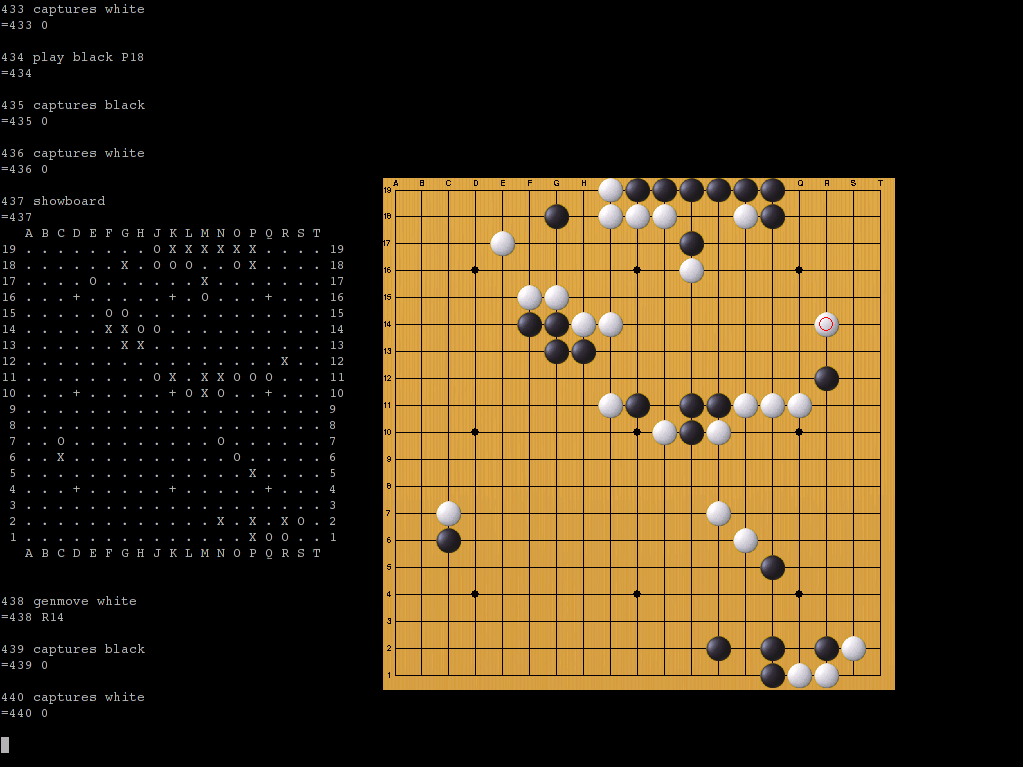 433 captures white
=433 0
434 play black P18
=434
435 captures black
=435 0
436 captures white
=436 0
437 showboard
=437
A B C D E F G H J K L M N O P Q R S T
19 . . . . . . . . O X X X X X X . . . . 19
18 . . . . . . X . O O O . . O X . . . . 18
17 . . . . O . . . . . . X . . . . . . . 17
16 . . . + . . . . . + . O . . . + . . . 16
15 . . . . . O O . . . . . . . . . . . . 15
14 . . . . . X X O O . . . . . . . . . . 14
13 . . . . . . X X . . . . . . . . . . . 13
12 . . . . . . . . . . . . . . . . X . . 12
11 . . . . . . . . O X . X X O O O . . . 11
10 . . . + . . . . . + O X O . . + . . . 10
9 . . . . . . . . . . . . . . . . . . . 9
8 . . . . . . . . . . . . . . . . . . . 8
7 . . O . . . . . . . . . O . . . . . . 7
6 . . X . . . . . . . . . . O . . . . . 6
5 . . . . . . . . . . . . . . X . . . . 5
4 . . . + . . . . . + . . . . . + . . . 4
3 . . . . . . . . . . . . . . . . . . . 3
2 . . . . . . . . . . . . X . X . X O . 2
1 . . . . . . . . . . . . . . X O O . . 1
A B C D E F G H J K L M N O P Q R S T
438 genmove white
=438 R14
439 captures black
=439 0
440 captures white
=440 0
A B C D E F G H Q R S T
19
18
17
16
15
14
13
12
11
10
9
8
7
6
5
4
3
2
1